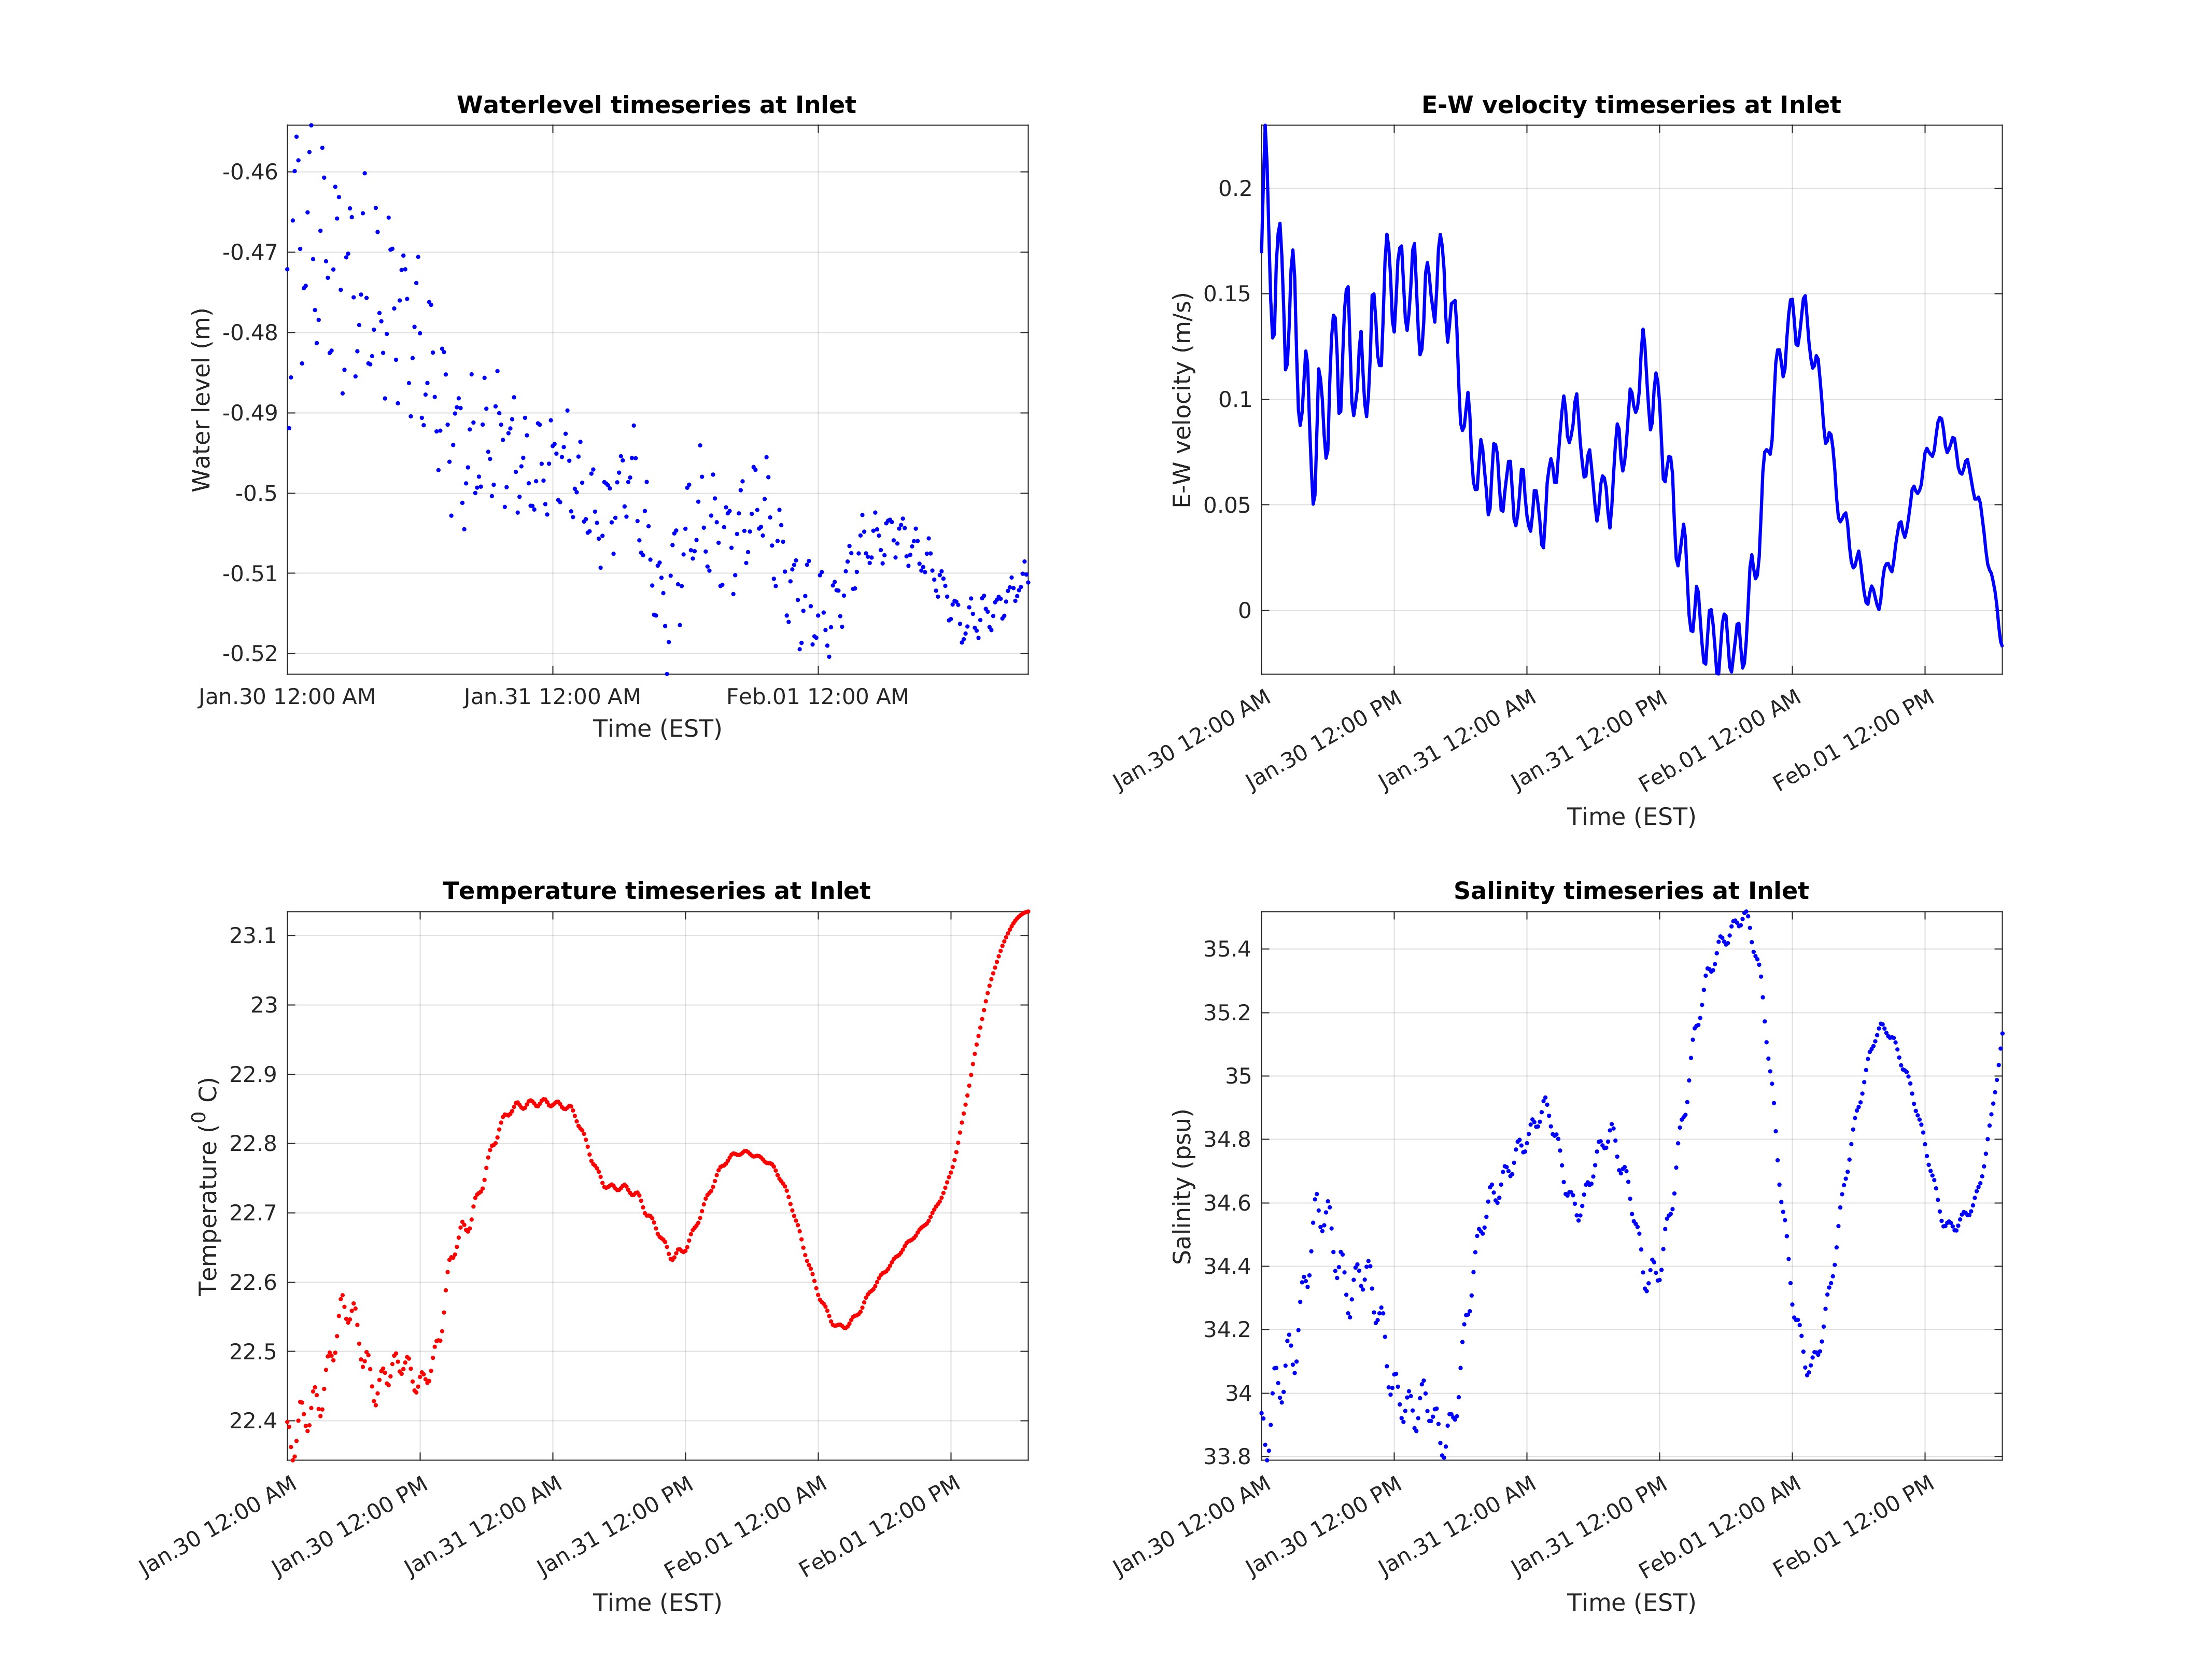 Waterlevel timeseries at Inlet
Water level (m)
-0.46
-0.47
-0.48
-0.49
-0.5
-0.51
-0.52
Jan.30 12:00 AM
Jan.31 12:00 AM
Feb.01 12:00 AM
Time (EST)
E-W velocity timeseries at Inlet
E-W velocity (m/s)
0.2
0.15
0.1
0.05
0
Jan.30 12:00 AM
Jan.30 12:00 PM
Jan.31 12:00 AM
Jan.31 12:00 PM
Feb.01 12:00 AM
Feb.01 12:00 PM
Time (EST)
Temperature timeseries at Inlet
Temperature (⁰ C)
23.1
23
22.9
22.8
22.7
22.6
22.5
22.4
Jan.30 12:00 AM
Jan.30 12:00 PM
Jan.31 12:00 AM
Jan.31 12:00 PM
Feb.01 12:00 AM
Feb.01 12:00 PM
Time (EST)
Salinity timeseries at Inlet
Salinity (psu)
35.4
35.2
35
34.8
34.6
34.4
34.2
34
33.8
Jan.30 12:00 AM
Jan.30 12:00 PM
Jan.31 12:00 AM
Jan.31 12:00 PM
Feb.01 12:00 AM
Feb.01 12:00 PM
Time (EST)